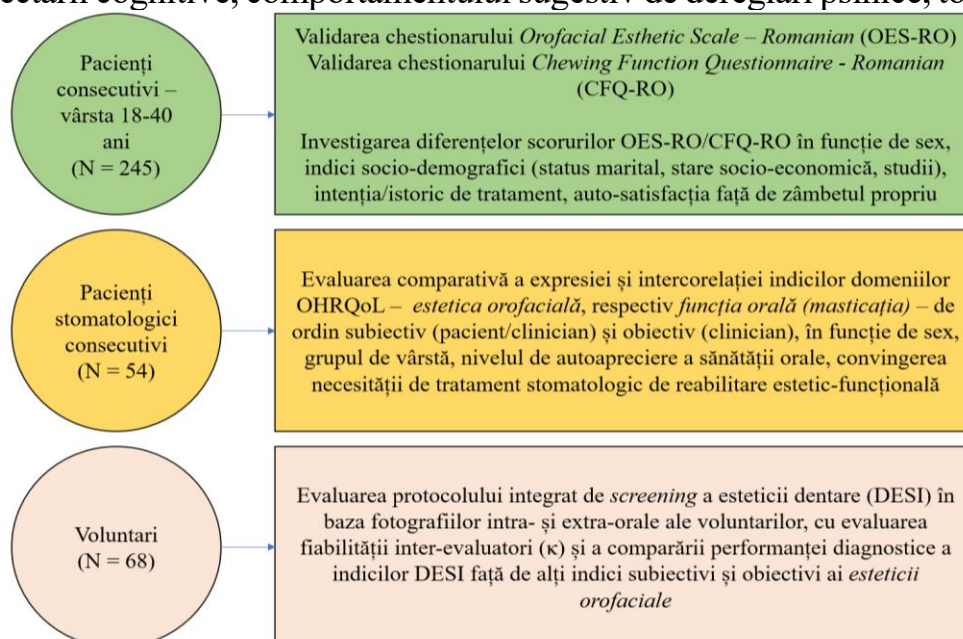 cognitive, comportamentului sugestiv de dereglări psihice,
Pacienți
consecutivi –
vârsta 18-40
ani
(N = 245)
Validarea chestionarului Orofacial Esthetic Scale – Romanian (OES-RO)
Validarea chestionarului Chewing Function Questionnaire - Romanian
(CFQ-RO)
Investigarea diferențelor scorurilor OES-RO/CFQ-RO în funcție de sex,
indici socio-demografici (status marital, stare socio-economică, studii),
intenția/istoric de tratament, auto-satisfacția față de zâmbetul propriu
Pacienți
stomatologici
consecutivi
(N = 54)
Evaluarea comparativă a expresiei și intercorelației indicilor domeniilor
OHRQoL – estetica orofacială, respectiv funcția orală (masticația) – de
ordin subiectiv (pacient/clinician) și obiectiv (clinician), în funcție de sex,
grupul de vârstă, nivelul de autoapreciere a sănătății orale, convingerea
necesității de tratament stomatologic de reabilitare estetic-funcțională
Voluntari
(N = 68)
Evaluarea protocolului integrat de screening a esteticii dentare (DESI) în
baza fotografiilor intra- și extra-orale ale voluntarilor, cu evaluarea
fiabilității inter-evaluatori (κ) și a comparării performanței diagnostice a
indicilor DESI față de alți indici subiectivi și obiectivi ai esteticii
orofaciale